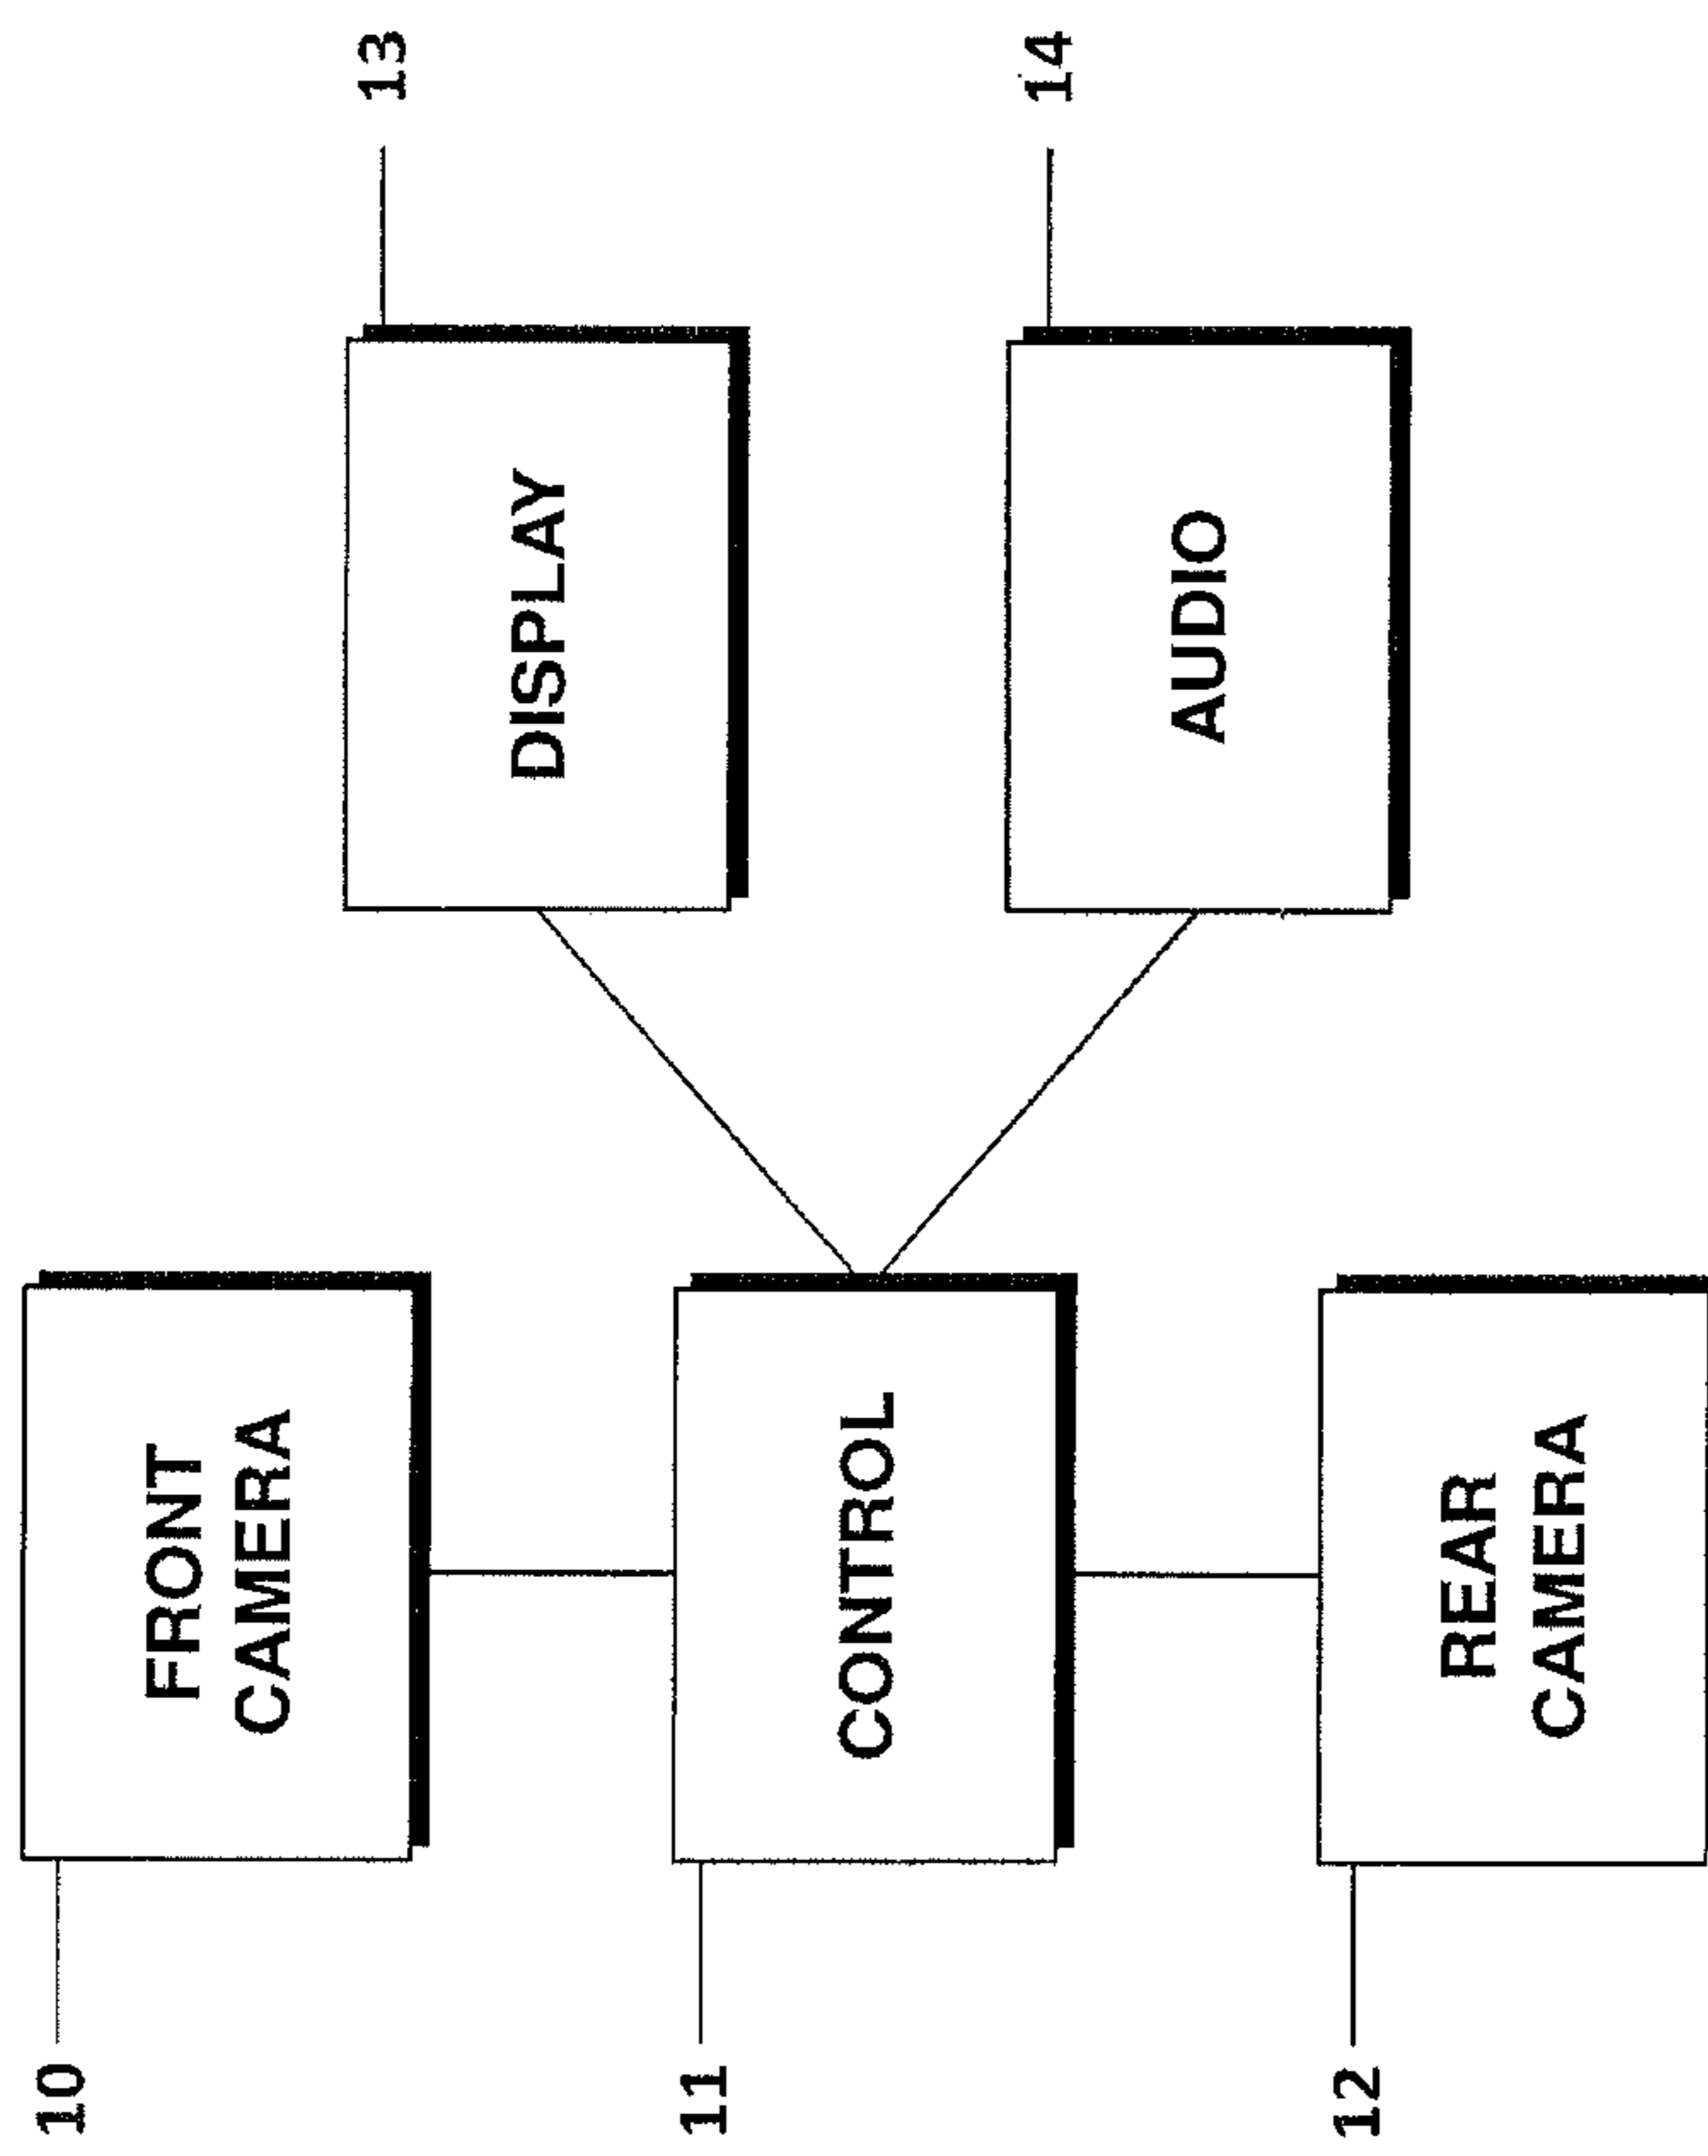 10
FRONT
CAMERA
11
CONTROL
12
REAR
CAMERA
DISPLAY
13
AUDIO
14